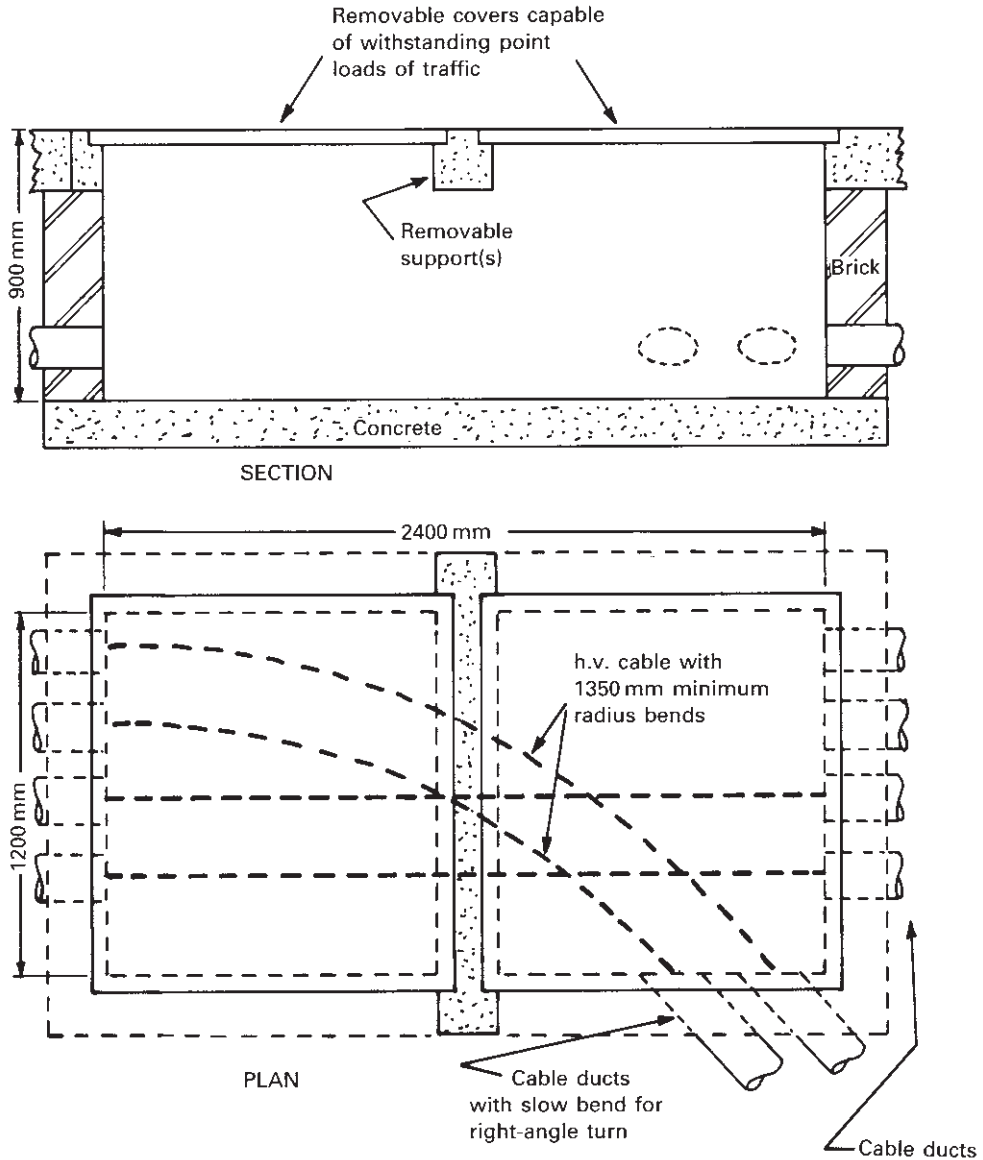 Removable covers capable
of withstanding point
loads of traffic
900 mm
Removable
support(s)
Brick
Concrete
SECTION
2400 mm
1200 mm
h.v. cable with
1350 mm minimum
radius bends
PLAN
Cable ducts
with slow bend for
right-angle turn
Cable ducts